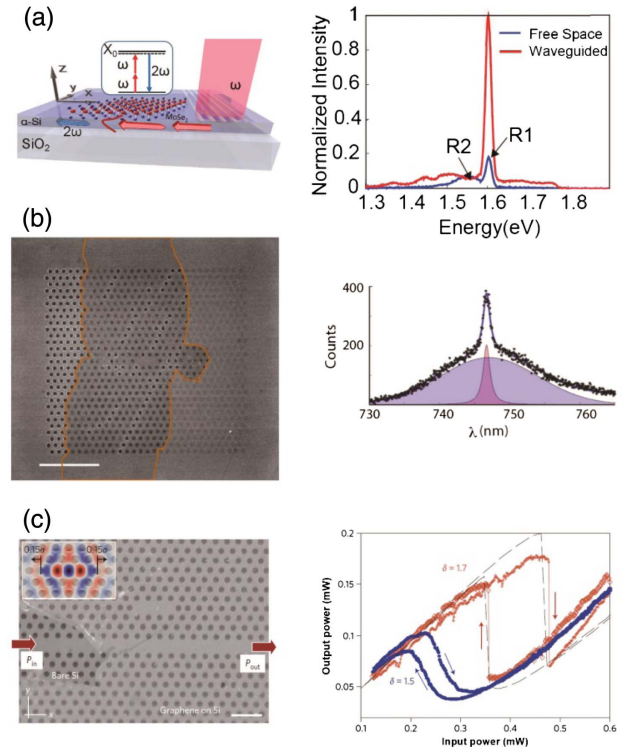 (a)
X₀
ω
ω
2ω
ω
z
y
x
MoSe₂
α-Si
2ω
SiO₂
Normalized Intensity
1
0.8
0.6
0.4
0.2
0
Free Space
Waveguided
R2
R1
1.3 1.4 1.5 1.6 1.7 1.8
Energy(eV)
(b)
Counts
400
200
730 740 750 760
λ(nm)
(c)
0.15a 0.15a
P in
P out
Bare Si
y
x
Graphene on Si
Output power (mW)
0.2
0.15
0.1
0.05
δ = 1.7
δ = 1.5
0.1 0.2 0.3 0.4 0.5 0.6
Input power (mW)